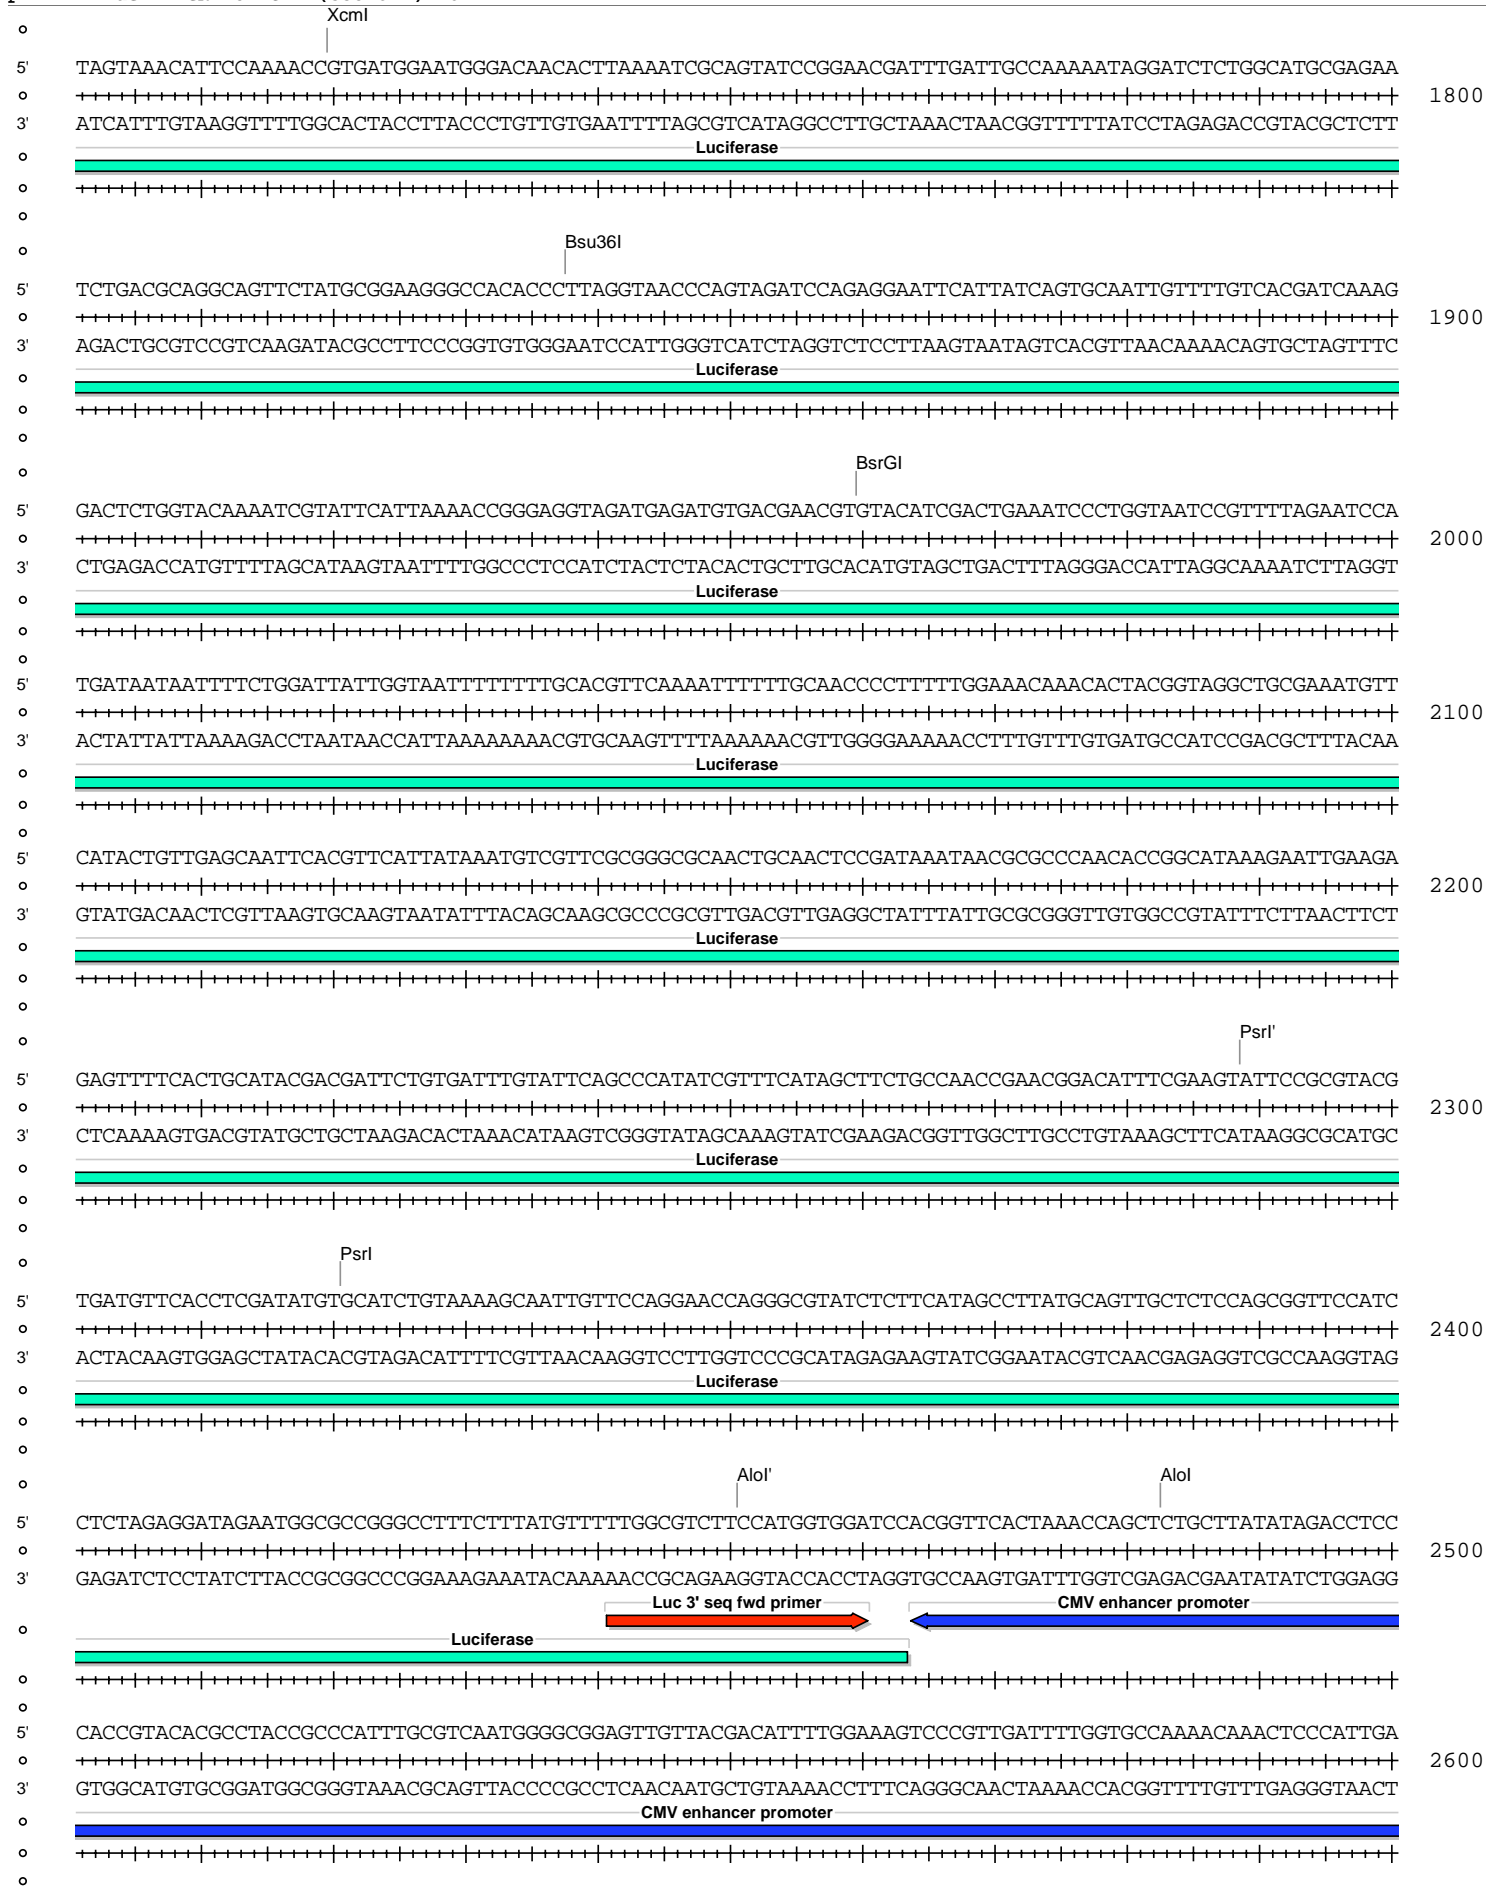 XcmI
5' TAGTAAACATTCCAAAACCGTGATGGAATGGGACAACACTTAAAATCGCAGTATCCGGAACGATTTGATTGCCAAAAATAGGATCTCTGGCATGCGAGAA
1800
3' ATCATTTGTAAGGTTTTGGCACTACCTTACCCTGTTGTGAATTTTAGCGTCATAGGCCTTGCTAAACTAACGGTTTTTATCCTAGAGACCGTACGCTCTT
Luciferase
Bsu36I
5' TCTGACGCAGGCAGTTCTATGCGGAAGGGCCACACCCTTAGGTAACCCAGTAGATCCAGAGGAATTCATTATCAGTGCAATTGTTTTGTCACGATCAAAG
1900
3' AGACTGCGTCCGTCAAGATACGCCTTCCCGGTGTGGGAATCCATTGGGTCATCTAGGTCTCCTTAAGTAATAGTCACGTTAACAAAACAGTGCTAGTTTC
Luciferase
BsrGI
5' GACTCTGGTACAAAATCGTATTCATTAAAACCGGGAGGTAGATGAGATGTGACGAACGTGTACATCGACTGAAATCCCTGGTAATCCGTTTTAGAATCCA
2000
3' CTGAGACCATGTTTTAGCATAAGTAATTTTGGCCCTCCATCTACTCTACACTGCTTGCACATGTAGCTGACTTTAGGGACCATTAGGCAAAATCTTAGGT
Luciferase
5' TGATAATAATTTTCTGGATTATTGGTAATTTTTTTTGCACGTTCAAAATTTTTTGCAACCCCTTTTTGGAAACAAACACTACGGTAGGCTGCGAAATGTT
2100
3' ACTATTATTAAAAGACCTAATAACCATTAAAAAAAACGTGCAAGTTTTAAAAAACGTTGGGGAAAAACCTTTGTTTGTGATGCCATCCGACGCTTTACAA
Luciferase
5' CATACTGTTGAGCAATTCACGTTCATTATAAATGTCGTTCGCGGGCGCAACTGCAACTCCGATAAATAACGCGCCCAACACCGGCATAAAGAATTGAAGA
2200
3' GTATGACAACTCGTTAAGTGCAAGTAATATTTACAGCAAGCGCCCGCGTTGACGTTGAGGCTATTTATTGCGCGGGTTGTGGCCGTATTTCTTAACTTCT
Luciferase
PsrI'
5' GAGTTTTCACTGCATACGACGATTCTGTGATTTGTATTCAGCCCATATCGTTTCATAGCTTCTGCCAACCGAACGGACATTTCGAAGTATTCCGCGTACG
2300
3' CTCAAAAGTGACGTATGCTGCTAAGACACTAAACATAAGTCGGGTATAGCAAAGTATCGAAGACGGTTGGCTTGCCTGTAAAGCTTCATAAGGCGCATGC
Luciferase
PsrI
5' TGATGTTCACCTCGATATGTGCATCTGTAAAAGCAATTGTTCCAGGAACCAGGGCGTATCTCTTCATAGCCTTATGCAGTTGCTCTCCAGCGGTTCCATC
2400
3' ACTACAAGTGGAGCTATACACGTAGACATTTTCGTTAACAAGGTCCTTGGTCCCGCATAGAGAAGTATCGGAATACGTCAACGAGAGGTCGCCAAGGTAG
Luciferase
AloI' AloI
5' CTCTAGAGGATAGAATGGCGCCGGGCCTTTCTTTATGTTTTTGGCGTCTTCCATGGTGGATCCACGGTTCACTAAACCAGCTCTGCTTATATAGACCTCC
2500
3' GAGATCTCCTATCTTACCGCGGCCCGGAAAGAAATACAAAAACCGCAGAAGGTACCACCTAGGTGCCAAGTGATTTGGTCGAGACGAATATATCTGGAGG
Luc 3' seq fwd primer CMV enhancer promoter
Luciferase
5' CACCGTACACGCCTACCGCCCATTTGCGTCAATGGGGCGGAGTTGTTACGACATTTTGGAAAGTCCCGTTGATTTTGGTGCCAAAACAAACTCCCATTGA
2600
3' GTGGCATGTGCGGATGGCGGGTAAACGCAGTTACCCCGCCTCAACAATGCTGTAAAACCTTTCAGGGCAACTAAAACCACGGTTTTGTTTGAGGGTAACT
CMV enhancer promoter